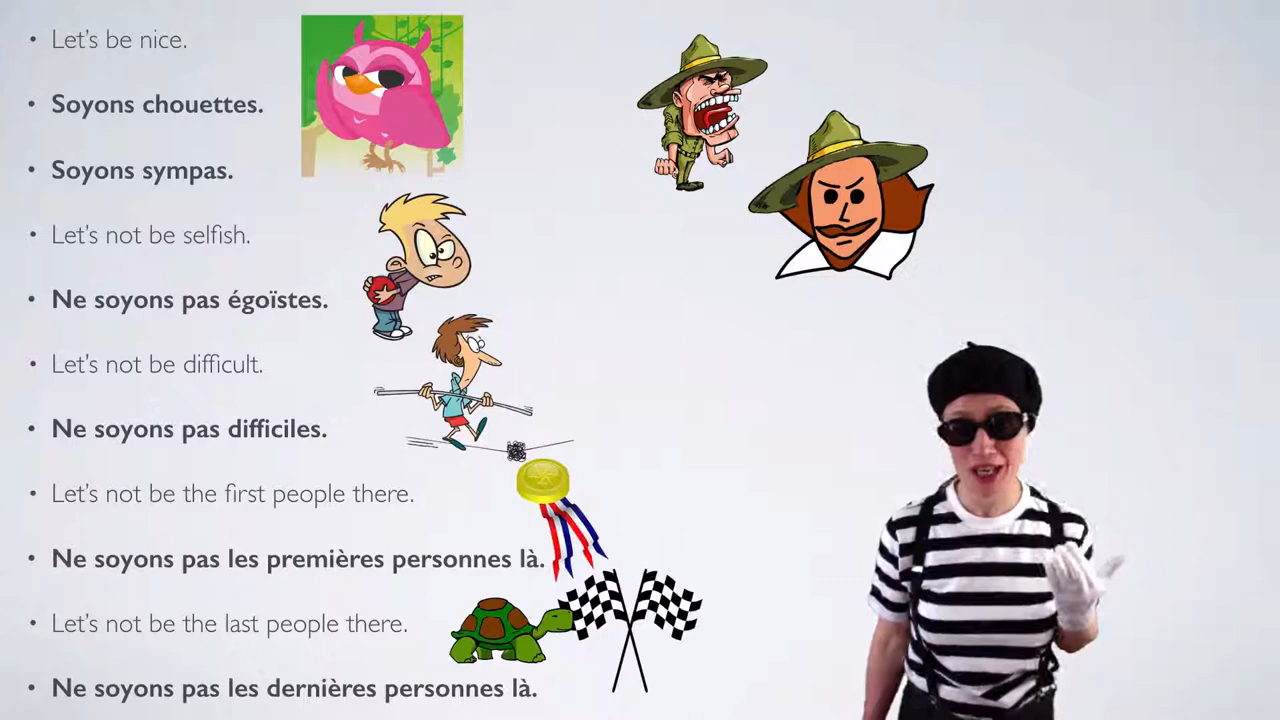 • Let's be nice.
• Soyons chouettes.
• Soyons sympas.
• Let's not be selfish.
• Ne soyons pas égoïstes.
• Let's not be difficult.
• Ne soyons pas difficiles.
• Let's not be the first people there.
• Ne soyons pas les premières personnes là.
• Let's not be the last people there.
• Ne soyons pas les dernières personnes là.